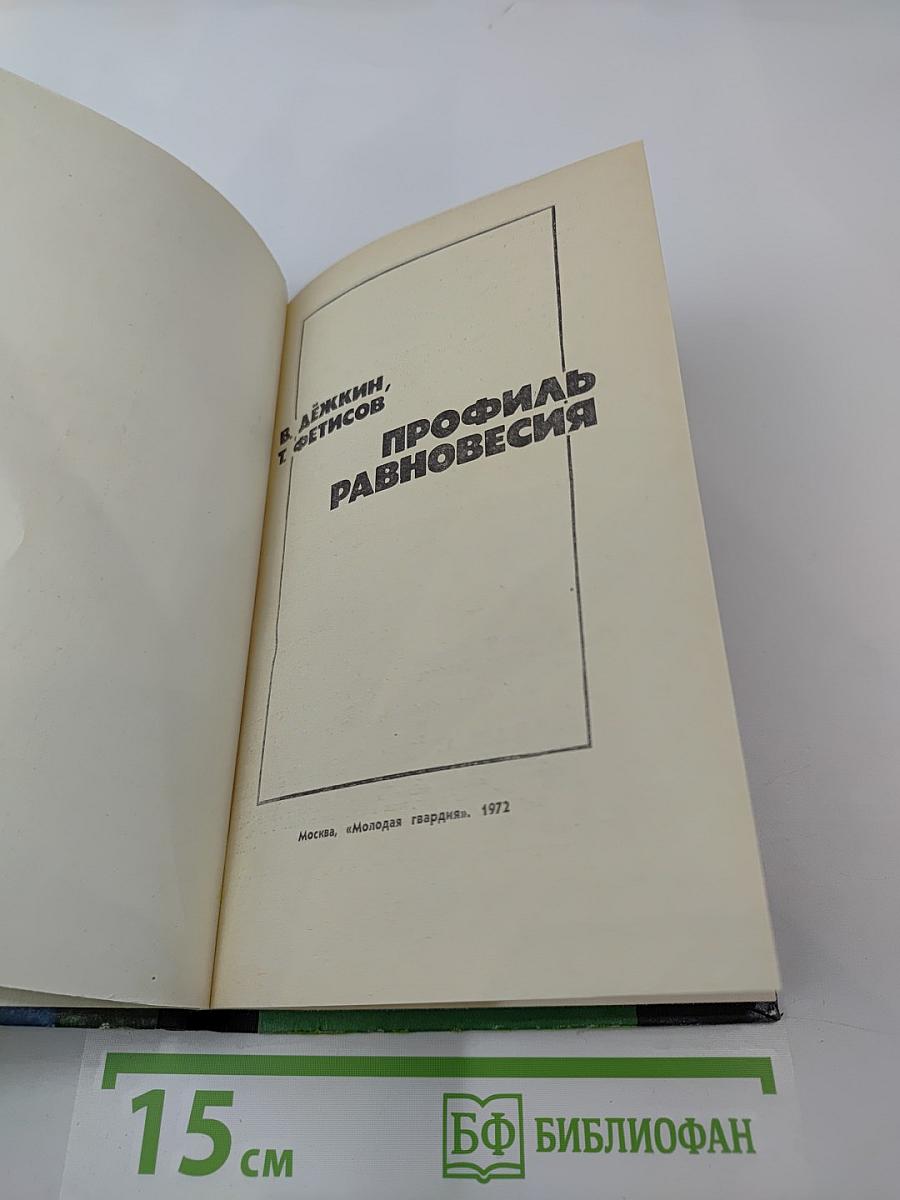 В. ДЁЖКИН,
Т. ФЕТИСОВ
ПРОФИЛЬ
РАВНОВЕСИЯ
Москва, «Молодая гвардия». 1972
15 см
БФ БИБЛИОФАН